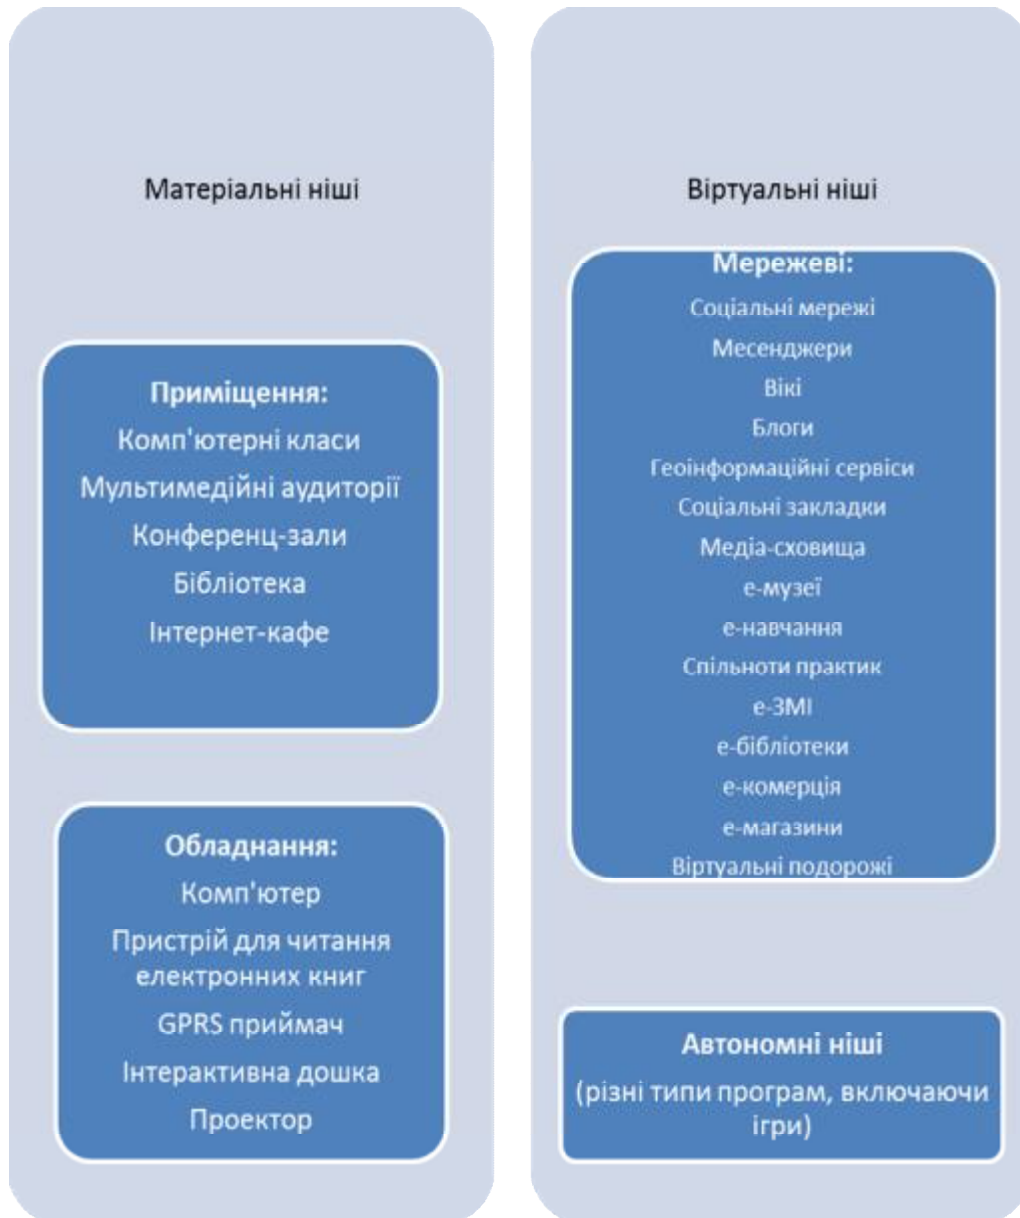 Матеріальні ніші
Приміщення:
Комп'ютерні класи
Мультимедійні аудиторії
Конференц-зали
Бібліотека
Інтернет-кафе
Обладнання:
Комп'ютер
Пристрій для читання
електронних книг
GPRS приймач
Інтерактивна дошка
Проектор
Віртуальні ніші
Мережеві:
Соціальні мережі
Месенджери
Вікі
Блоги
Геоінформаційні сервіси
Соціальні закладки
Медіа-сховища
е-музеї
е-навчання
Спільноти практик
е-ЗМІ
е-бібліотеки
е-комерція
е-магазини
Віртуальні подорожі
Автономні ніші
(різні типи програм, включаючи
ігри)